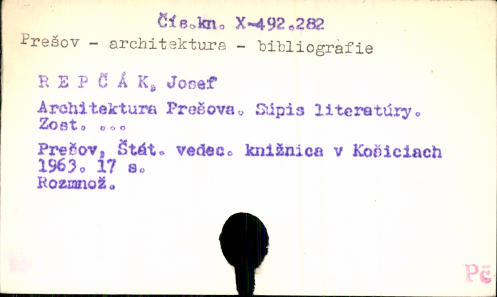 Čís.kn. X-492.282
Prešov - architektura - bibliografie
R E P Č Á K, Josef
Architektura Prešova. Súpis literatúry.
Zost. ...
Prešov, Štát. vedec. knižnica v Košiciach
1963. 17 s.
Rozmnož.
Pč